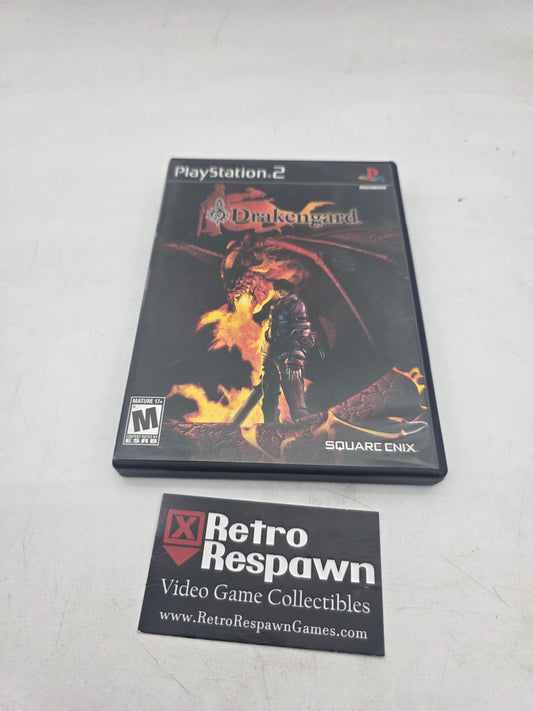 PlayStation.2
Drakengard
MATURE 17+
M
CONTENT RATED BY
ESRB
SQUARE ENIX
Retro
Respawn
Video Game Collectibles
www.RetroRespawnGames.com